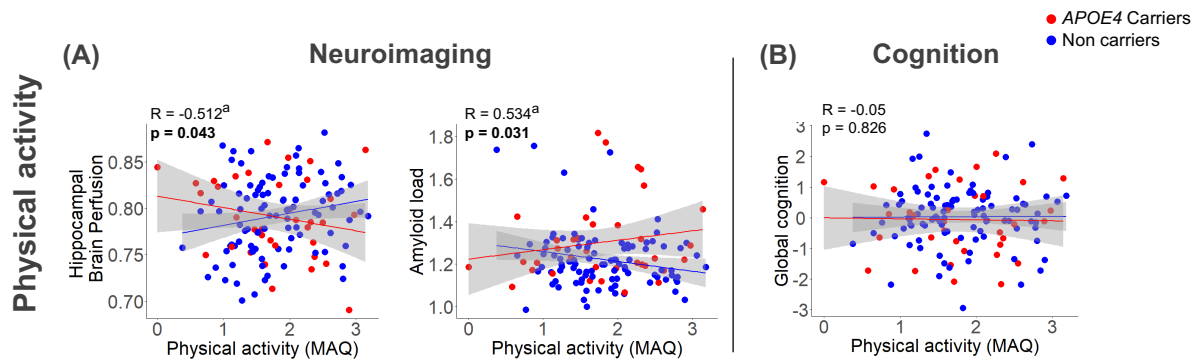 APOE4 Carriers
Non carriers
Physical activity
(A)
Neuroimaging
R = -0.512a
p = 0.043
Hippocampal
Brain Perfusion
0.85
0.80
0.75
0.70
0
1
2
3
Physical activity (MAQ)
R = 0.534a
p = 0.031
Amyloid load
1.8
1.6
1.4
1.2
1.0
0
1
2
3
Physical activity (MAQ)
(B)
Cognition
R = -0.05
p = 0.826
Global cognition
3
2
1
0
-1
-2
-3
0
1
2
3
Physical activity (MAQ)